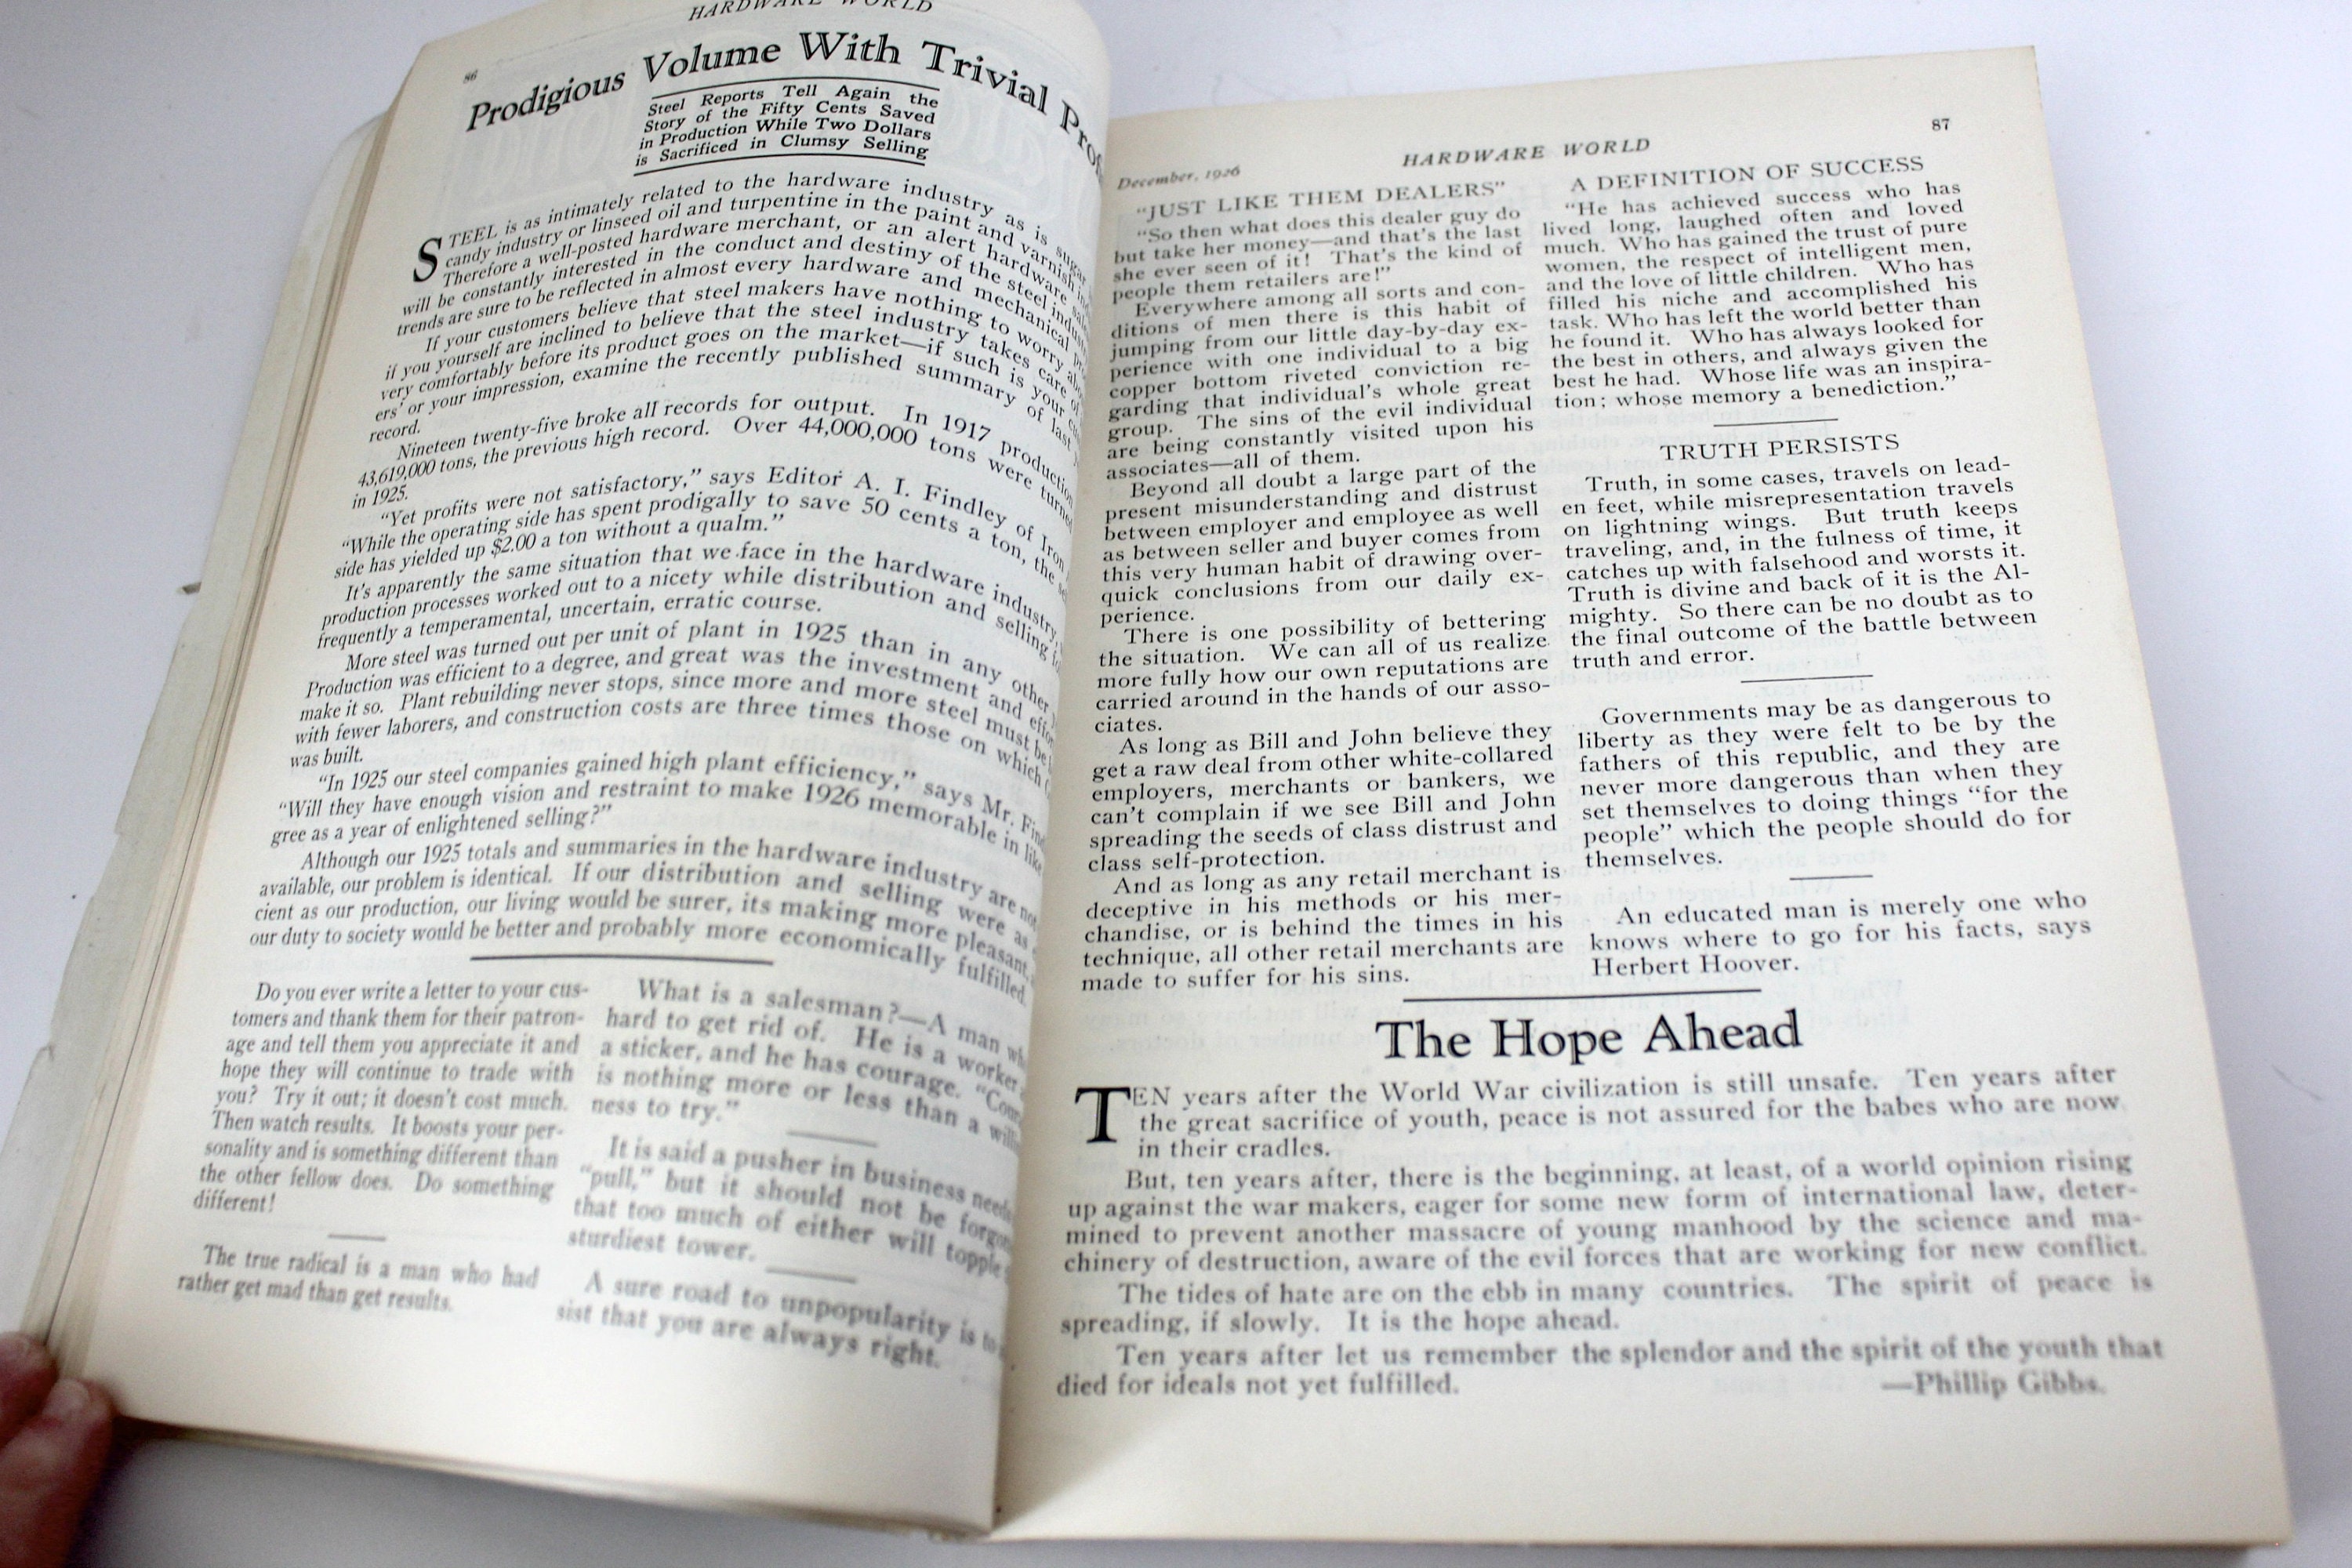 HARDWARE WORLD
86
Prodigious Volume With Trivial Prof
Steel Reports Tell Again the
Story of the Fifty Cents Saved
in Production While Two Dollars
is Sacrificed in Clumsy Selling
STEEL is as intimately related to the hardware industry as is sugar
candy industry or linseed oil and turpentine in the paint and varnish
Therefore a well-posted hardware merchant, or an alert hardware
will be constantly interested in the conduct and destiny of the steel
trends are sure to be reflected in almost every hardware and mechanical
If your customers believe that steel makers have nothing to worry
if you yourself are inclined to believe that the steel industry takes care of
very comfortably before its product goes on the market—if such is your
ers' or your impression, examine the recently published summary of last
record.
Nineteen twenty-five broke all records for output. In 1917 production
43,619,000 tons, the previous high record. Over 44,000,000 tons were turned
in 1925.
“Yet profits were not satisfactory,” says Editor A. I. Findley of Iron
“While the operating side has spent prodigally to save 50 cents a ton, the
side has yielded up $2.00 a ton without a qualm.”
It's apparently the same situation that we face in the hardware industry,
production processes worked out to a nicety while distribution and selling
frequently a temperamental, uncertain, erratic course.
More steel was turned out per unit of plant in 1925 than in any other
Production was efficient to a degree, and great was the investment and
make it so. Plant rebuilding never stops, since more and more steel must be
with fewer laborers, and construction costs are three times those on which
was built.
“In 1925 our steel companies gained high plant efficiency,” says Mr.
“Will they have enough vision and restraint to make 1926 memorable in
gree as a year of enlightened selling?”
Although our 1925 totals and summaries in the hardware industry are
available, our problem is identical. If our distribution and selling were as
cient as our production, our living would be surer, its making more pleasant,
our duty to society would be better and probably more economically fulfilled.
Do you ever write a letter to your cus-
tomers and thank them for their patron-
age and tell them you appreciate it and
hope they will continue to trade with
you? Try it out; it doesn't cost much.
Then watch results. It boosts your per-
sonality and is something different than
the other fellow does. Do something
different!
The true radical is a man who had
rather get mad than get results.
What is a salesman?—A man
hard to get rid of. He is a worker,
a sticker, and he has courage.
is nothing more or less than a
ness to try.”
It is said a pusher in business needs
“pull,” but it should not be
that too much of either will topple
sturdiest tower.
A sure road to unpopularity is to
sist that you are always right.
December, 1926
HARDWARE WORLD
87
“JUST LIKE THEM DEALERS”
“So then what does this dealer guy do
but take her money—and that's the last
she ever seen of it! That's the kind of
people them retailers are!”
Everywhere among all sorts and con-
ditions of men there is this habit of
jumping from our little day-by-day ex-
perience with one individual to a big
copper bottom riveted conviction re-
garding that individual's whole great
group. The sins of the evil individual
are being constantly visited upon his
associates—all of them.
Beyond all doubt a large part of the
present misunderstanding and distrust
between employer and employee as well
as between seller and buyer comes from
this very human habit of drawing over-
quick conclusions from our daily ex-
perience.
There is one possibility of bettering
the situation. We can all of us realize
more fully how our own reputations are
carried around in the hands of our asso-
ciates.
As long as Bill and John believe they
get a raw deal from other white-collared
employers, merchants or bankers, we
can't complain if we see Bill and John
spreading the seeds of class distrust and
class self-protection.
And as long as any retail merchant is
deceptive in his methods or his mer-
chandise, or is behind the times in his
technique, all other retail merchants are
made to suffer for his sins.
A DEFINITION OF SUCCESS
“He has achieved success who has
lived long, laughed often and loved
much. Who has gained the trust of pure
women, the respect of intelligent men,
and the love of little children. Who has
filled his niche and accomplished his
task. Who has left the world better than
he found it. Who has always looked for
the best in others, and always given the
best he had. Whose life was an inspira-
tion; whose memory a benediction.”
TRUTH PERSISTS
Truth, in some cases, travels on lead-
en feet, while misrepresentation travels
on lightning wings. But truth keeps
traveling, and, in the fulness of time, it
catches up with falsehood and worsts it.
Truth is divine and back of it is the Al-
mighty. So there can be no doubt as to
the final outcome of the battle between
truth and error.
Governments may be as dangerous to
liberty as they were felt to be by the
fathers of this republic, and they are
never more dangerous than when they
set themselves to doing things “for the
people” which the people should do for
themselves.
An educated man is merely one who
knows where to go for his facts, says
Herbert Hoover.
The Hope Ahead
TEN years after the World War civilization is still unsafe. Ten years after
the great sacrifice of youth, peace is not assured for the babes who are now
in their cradles.
But, ten years after, there is the beginning, at least, of a world opinion rising
up against the war makers, eager for some new form of international law, deter-
mined to prevent another massacre of young manhood by the science and ma-
chinery of destruction, aware of the evil forces that are working for new conflict.
The tides of hate are on the ebb in many countries. The spirit of peace is
spreading, if slowly. It is the hope ahead.
Ten years after let us remember the splendor and the spirit of the youth that
died for ideals not yet fulfilled.
—Phillip Gibbs.